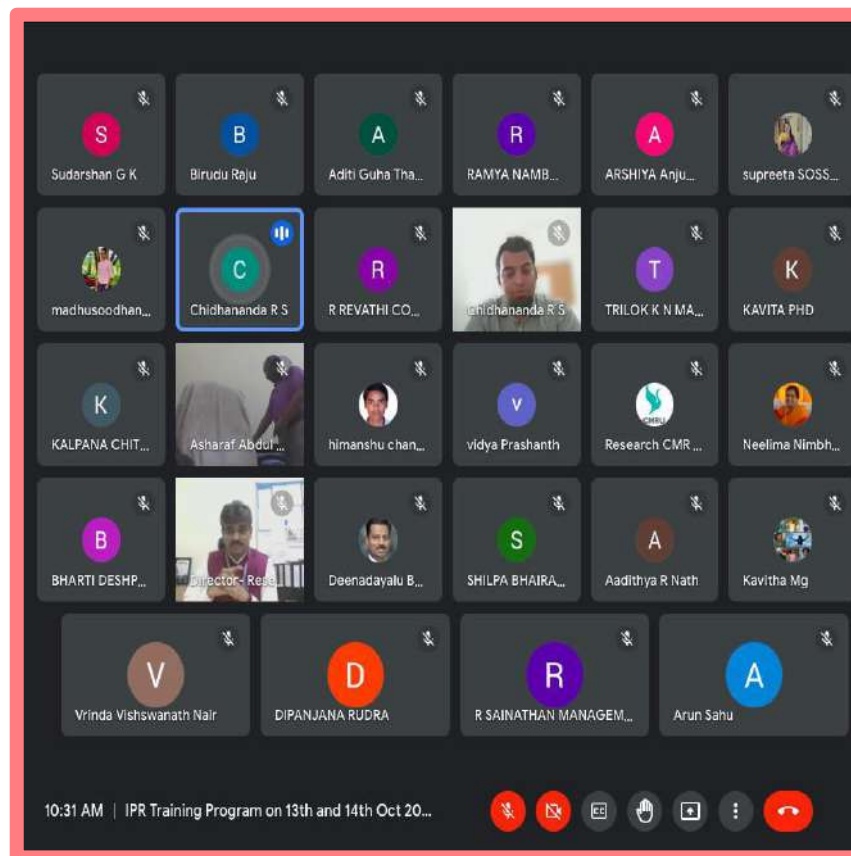 S B A R A
Sudarshan G K Birudu Raju Aditi Guha Tha... RAMYA NAMB... ARSHIYA Anju... supreeta SOSS...
C R T K
madhusoodhan... Chidhananda R S R REVATHI CO... Chidhananda R S TRILOK K N MA... KAVITA PHD
K v CMRU
KALPANA CHIT... Asharaf Abdul ... himanshu chan... vidya Prashanth Research CMR ... Neelima Nimbh...
B S A
BHARTI DESHP... Director- Rese... Deenadayalu B... SHILPA BHAIRA... Aadithya R Nath Kavitha Mg
V D R A
Vrinda Vishswanath Nair DIPANJANA RUDRA R SAINATHAN MANAGEM... Arun Sahu
10:31 AM | IPR Training Program on 13th and 14th Oct 20... CC